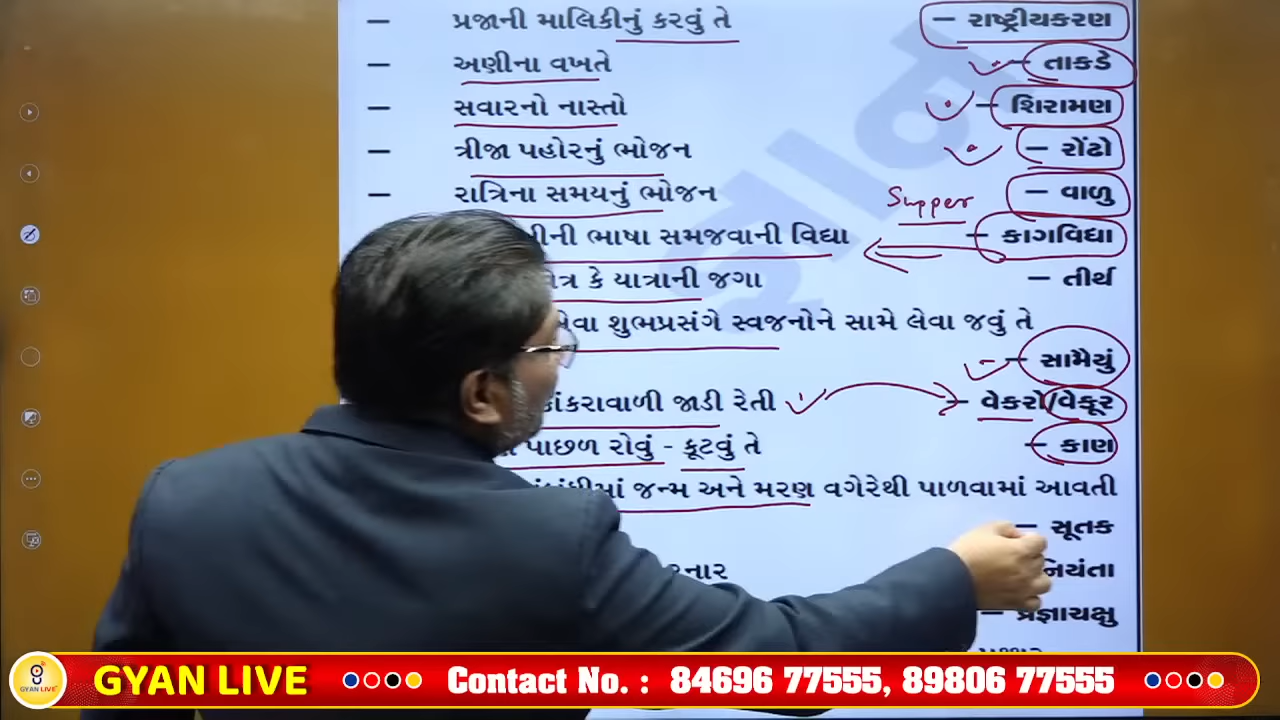 — પ્રજાની માલિકીનું કરવું તે — રાષ્ટ્રીયકરણ
— અણીના વખતે — તાકડે
— સવારનો નાસ્તો — શિરામણ
— ત્રીજા પહોરનું ભોજન — રોંઢો
— રાત્રિના સમયનું ભોજન Supper — વાળુ
ભાષા સમજવાની વિદ્યા — કાગવિદ્યા
કે યાત્રાની જગા — તીર્થ
શુભપ્રસંગે સ્વજનોને સામે લેવા જવું તે
— સામૈયું
જાડી રેતી — વેકરો/વેકૂર
પાછળ રોવું - કૂટવું તે — કાણ
જન્મ અને મરણ વગેરેથી પાળવામાં આવતી
— સૂતક
— પ્રજ્ઞાચક્ષુ
GYAN LIVE
GYAN LIVE Contact No. : 84696 77555, 89806 77555